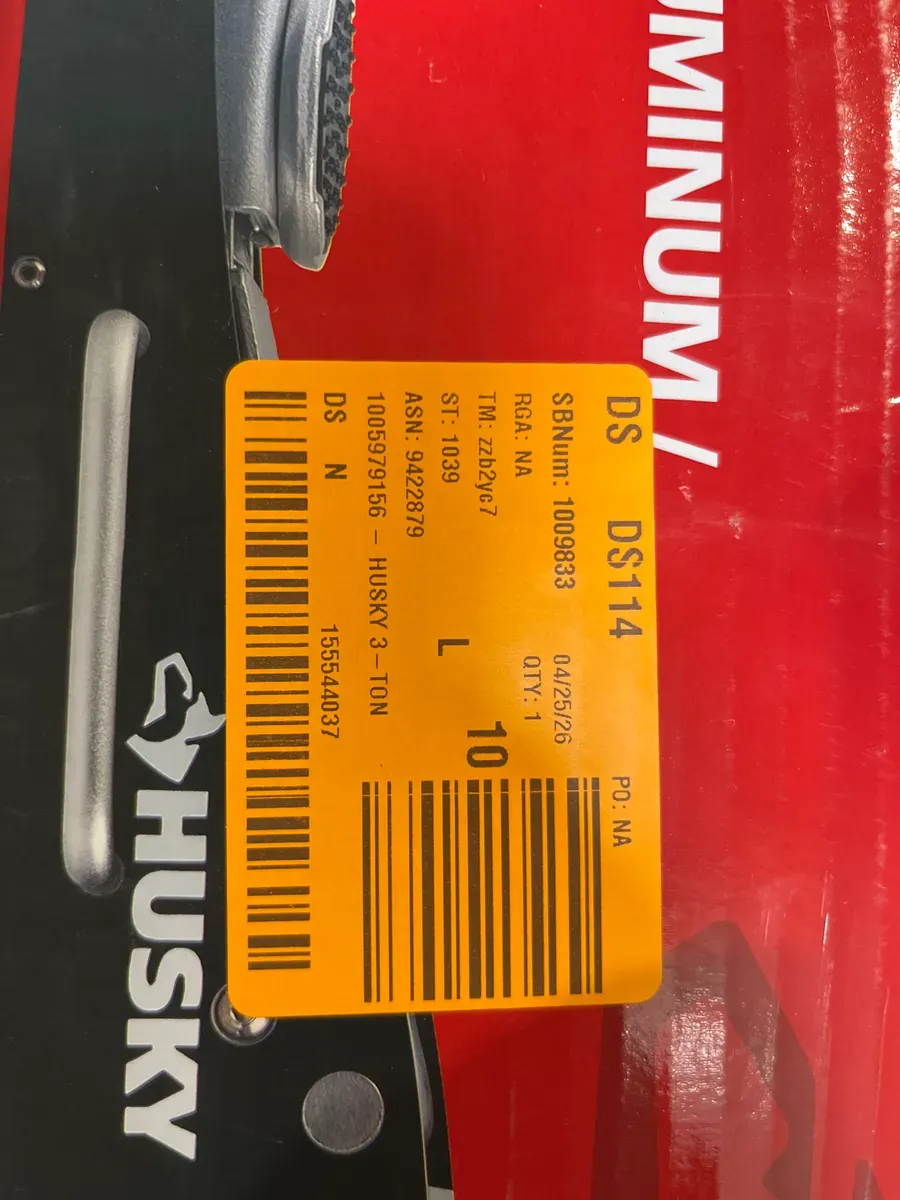 UMINUM /
DS DS114 PO: NA
SBNum: 1009833 04/25/26
RGA: NA QTY: 1
TM: zzb2yc7 10
ST: 1039 L
ASN: 9422879
1005979156 - HUSKY 3-TON
DS N 155544037
HUSKY